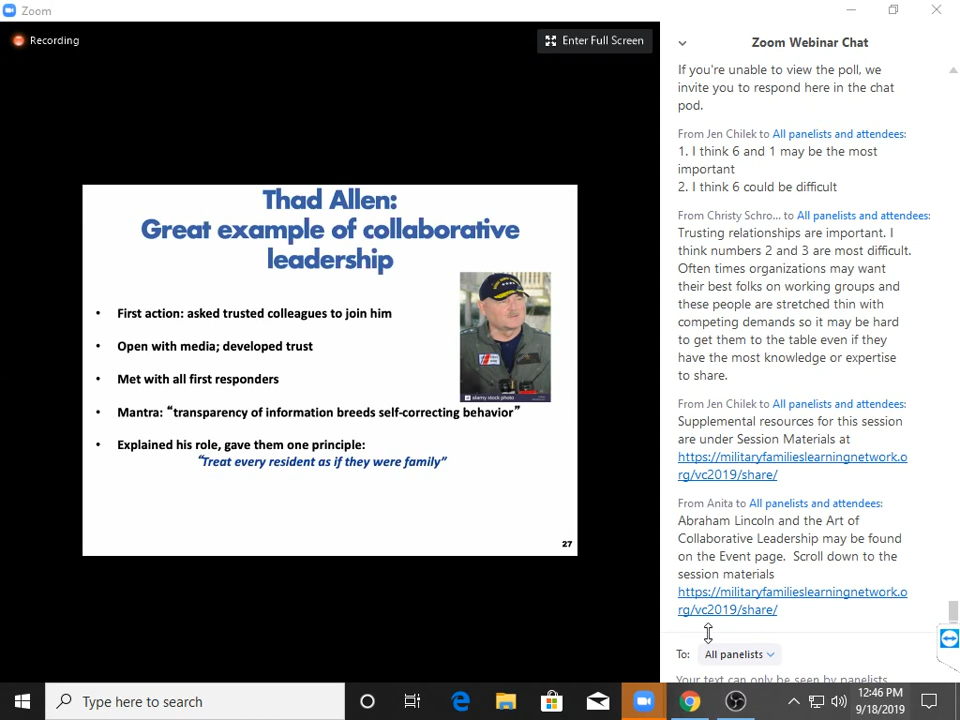 Zoom
Recording
Enter Full Screen
Thad Allen:
Great example of collaborative
leadership
• First action: asked trusted colleagues to join him
• Open with media; developed trust
• Met with all first responders
• Mantra: “transparency of information breeds self-correcting behavior”
• Explained his role, gave them one principle:
“Treat every resident as if they were family”
a alamy stock photo
27
Zoom Webinar Chat
If you're unable to view the poll, we
invite you to respond here in the chat
pod.
From Jen Chilek to All panelists and attendees:
1. I think 6 and 1 may be the most
important
2. I think 6 could be difficult
From Christy Schro... to All panelists and attendees:
Trusting relationships are important. I
think numbers 2 and 3 are most difficult.
Often times organizations may want
their best folks on working groups and
these people are stretched thin with
competing demands so it may be hard
to get them to the table even if they
have the most knowledge or expertise
to share.
From Jen Chilek to All panelists and attendees:
Supplemental resources for this session
are under Session Materials at
https://militaryfamilieslearningnetwork.o
rg/vc2019/share/
From Anita to All panelists and attendees:
Abraham Lincoln and the Art of
Collaborative Leadership may be found
on the Event page. Scroll down to the
session materials
https://militaryfamilieslearningnetwork.o
rg/vc2019/share/
To: All panelists
Your text can only be seen by panelists
Type here to search
12:46 PM
9/18/2019